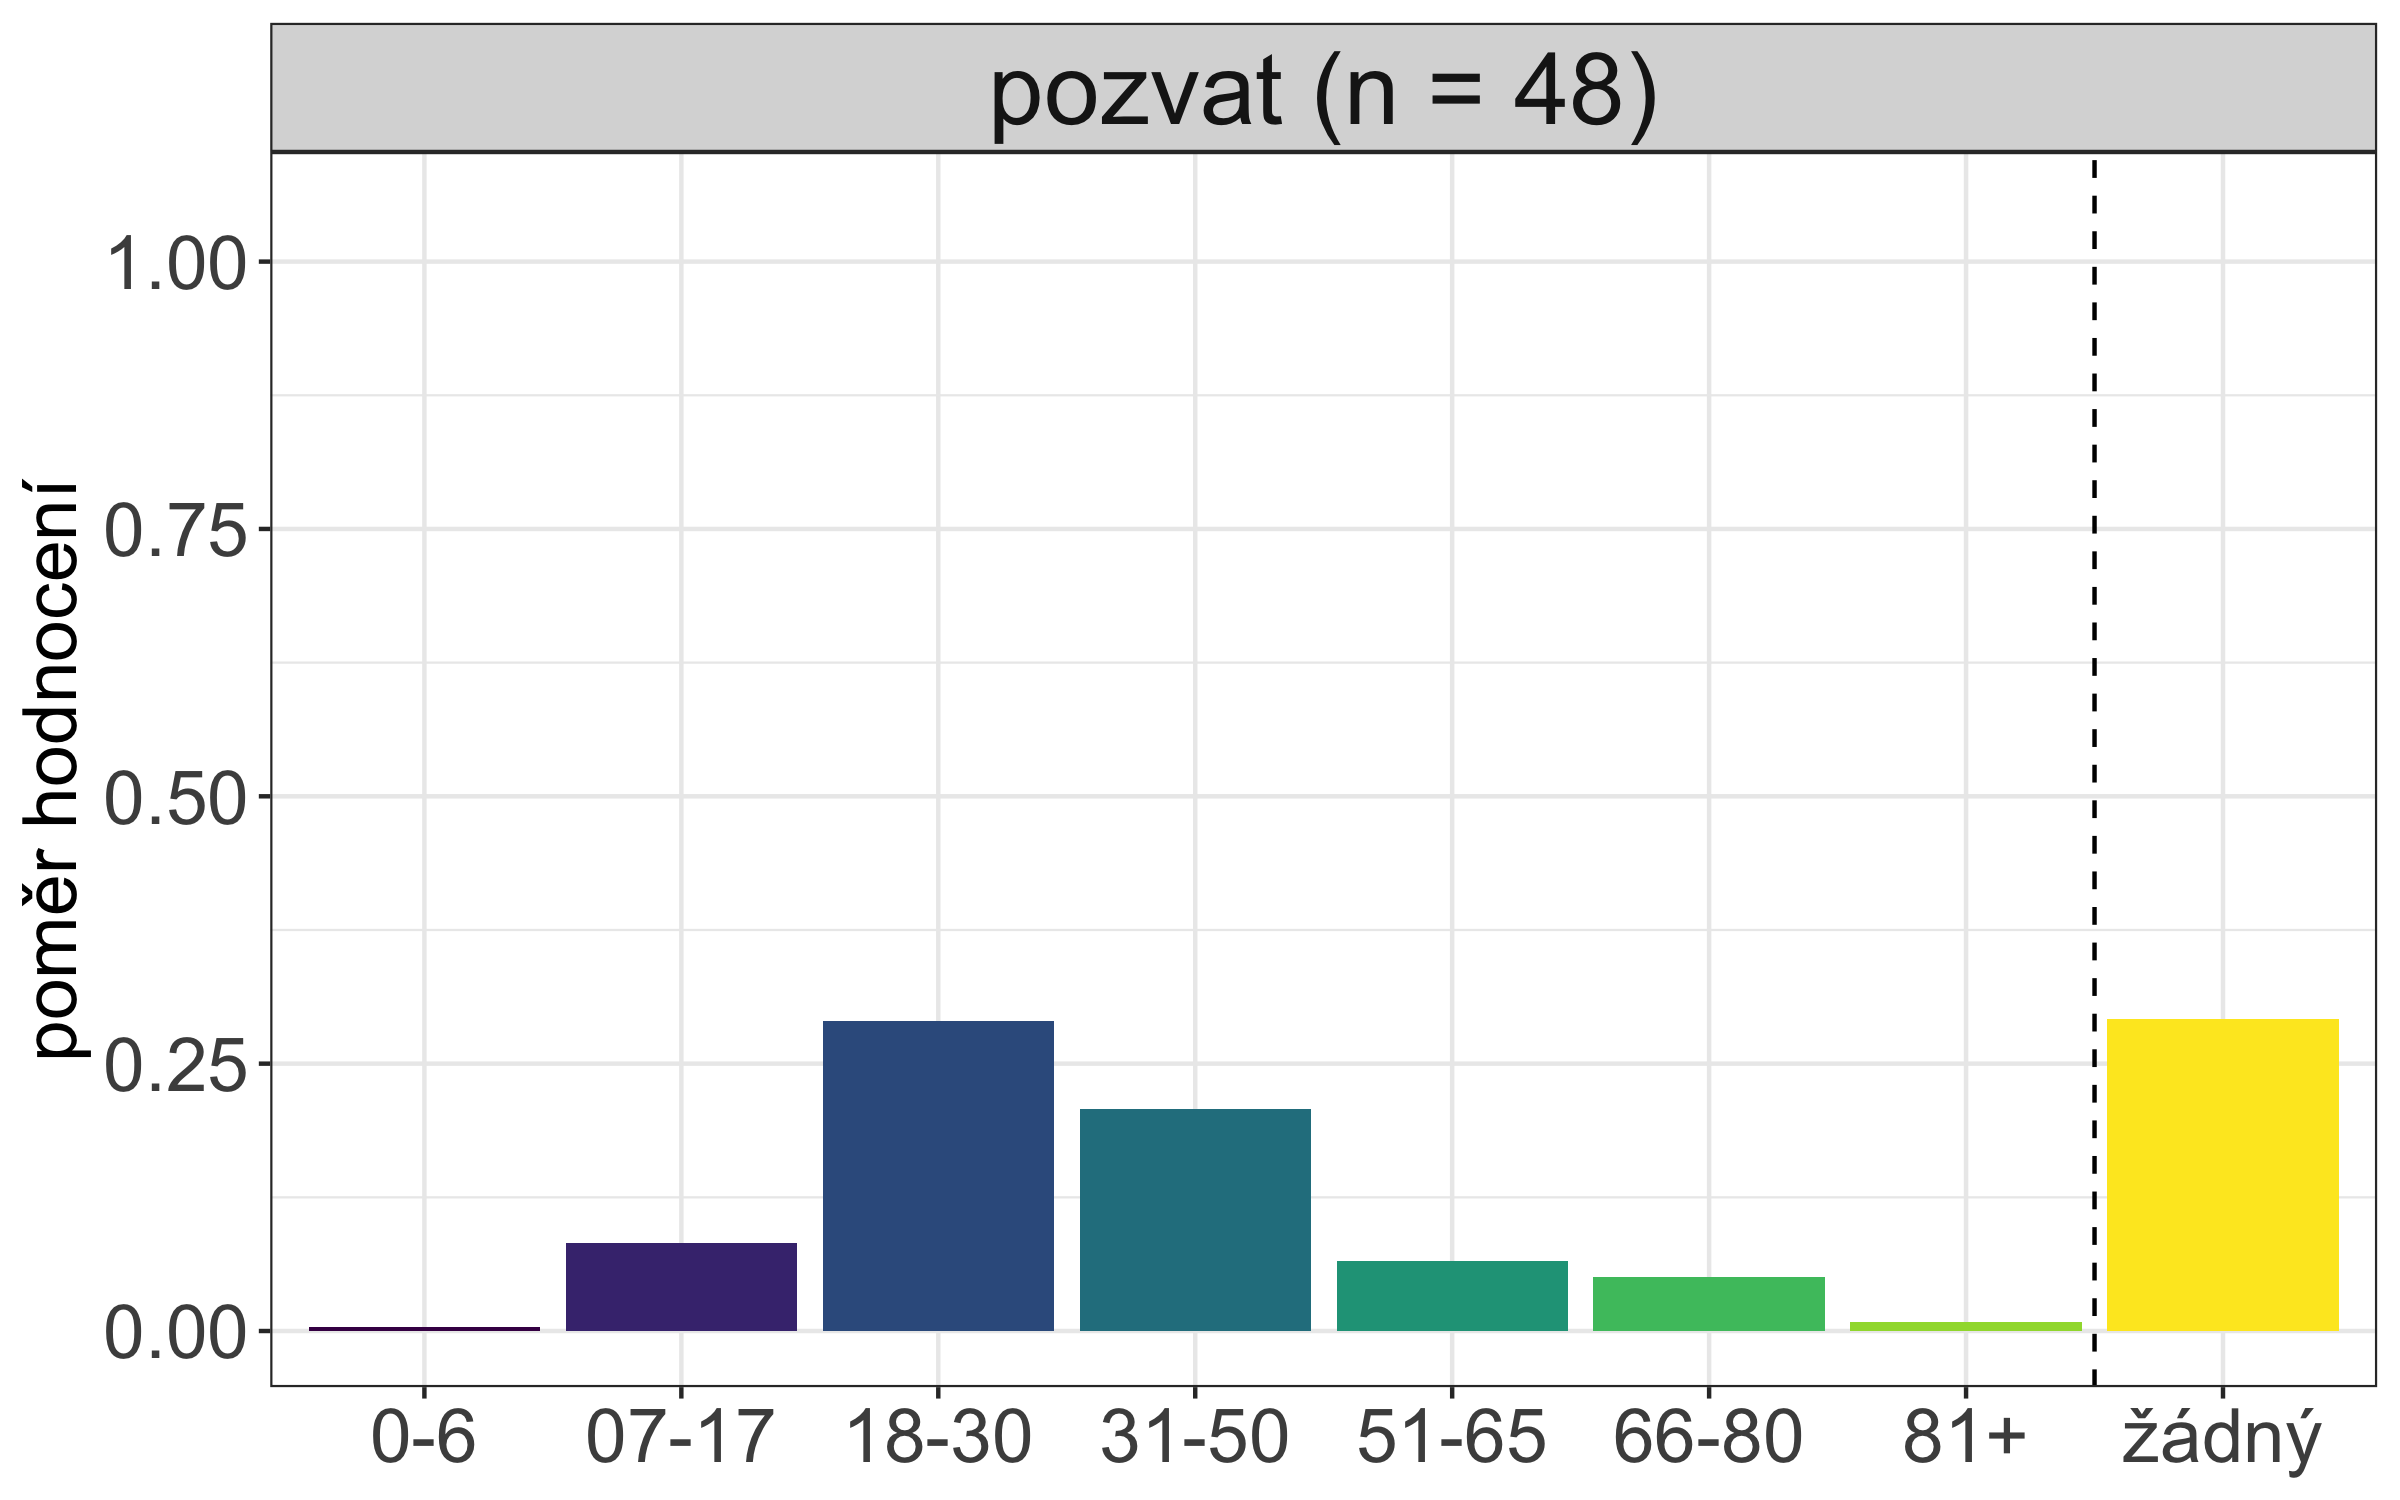 pozvat (n = 48)
poměr hodnocení
1.00
0.75
0.50
0.25
0.00
0-6 07-17 18-30 31-50 51-65 66-80 81+ žádný